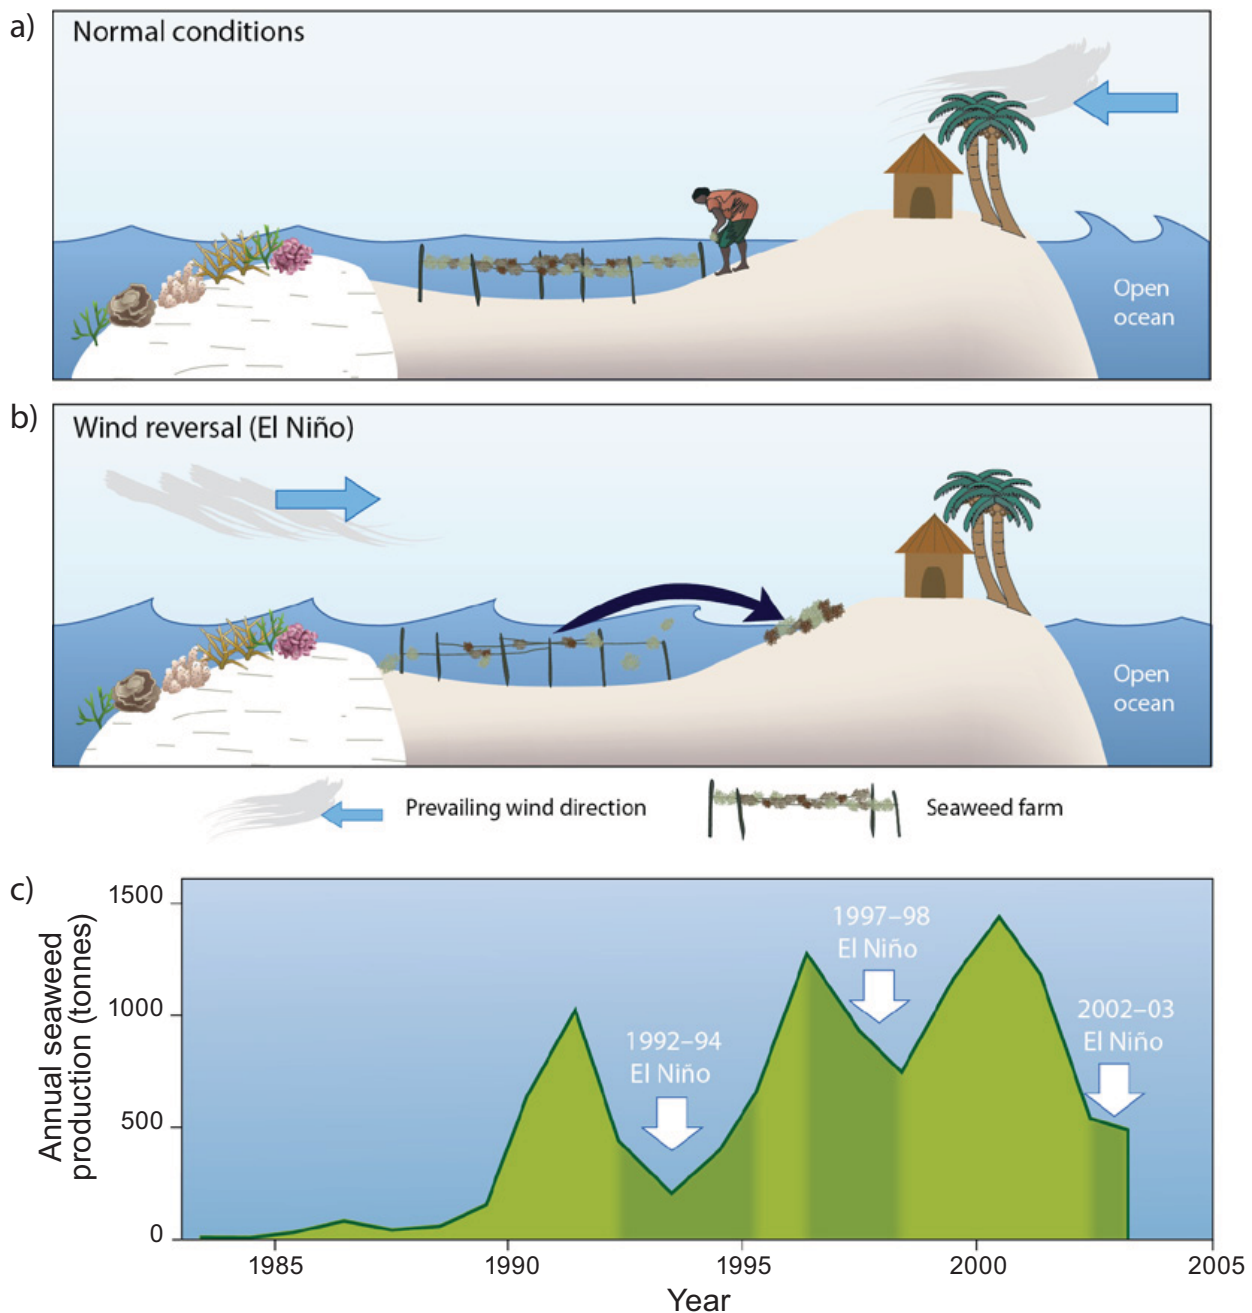 a)
Normal conditions
Open
ocean
b)
Wind reversal (El Niño)
Open
ocean
Prevailing wind direction
Seaweed farm
c)
Annual seaweed
production (tonnes)
1500
1000
500
0
1992–94
El Niño
1997–98
El Niño
2002–03
El Niño
1985
1990
1995
2000
2005
Year